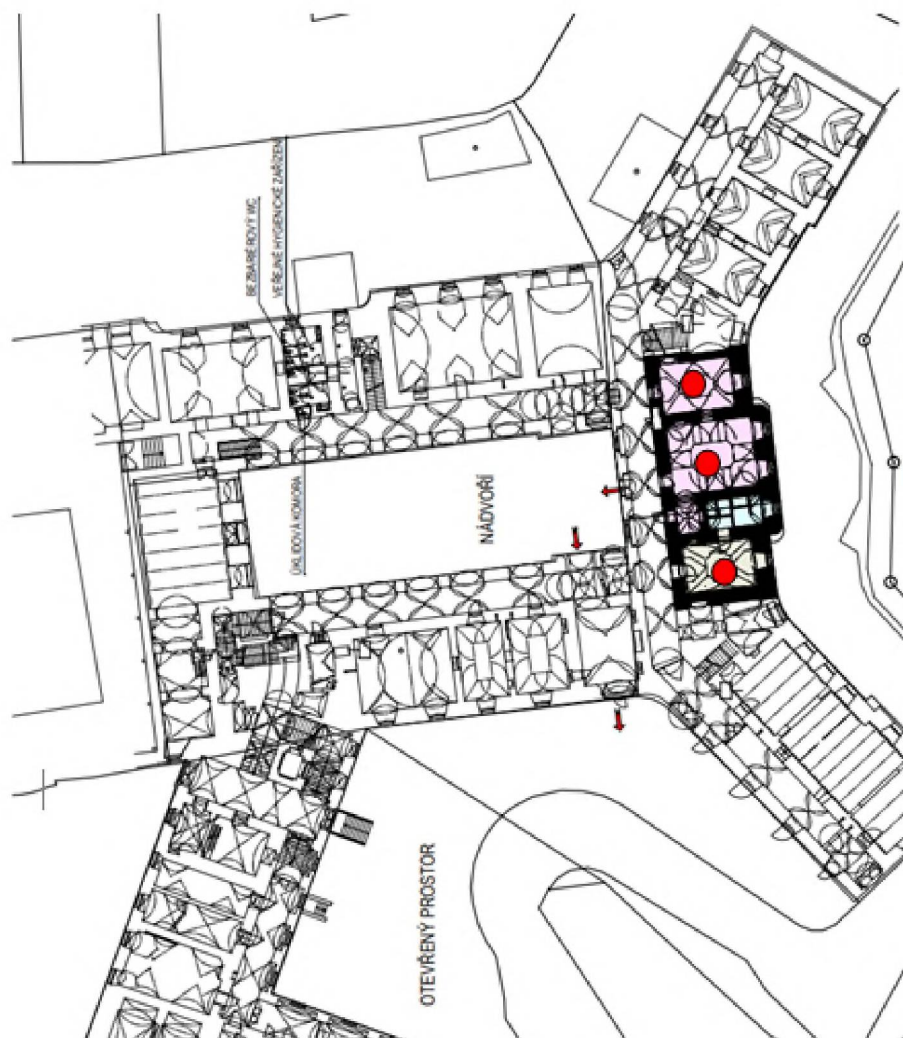 BEZBARIÉROVÝ WC
VEŘEJNÉ HYGIENICKÉ ZAŘÍZENÍ
ÚKLIDOVÁ KOMORA
NÁDVOŘÍ
OTEVŘENÝ PROSTOR